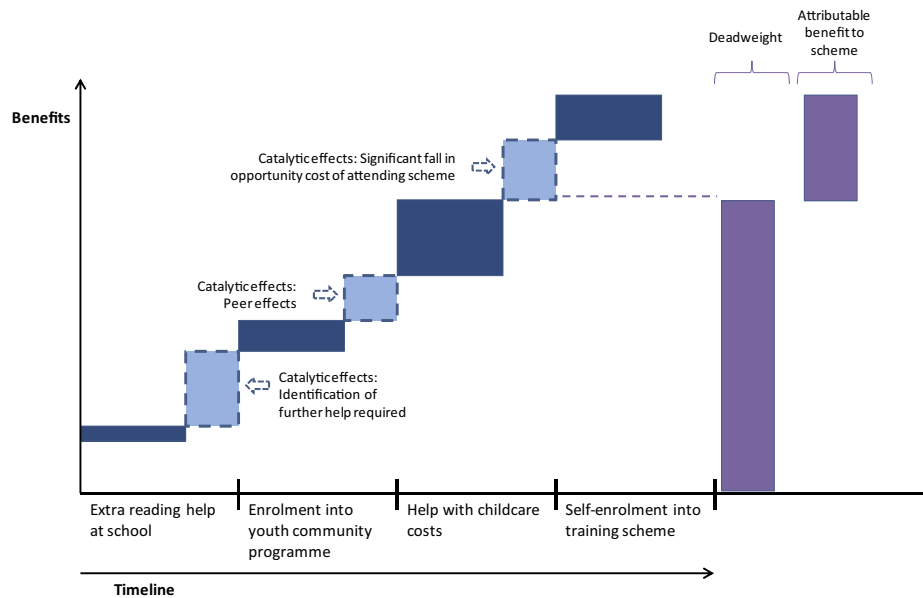 Attributable
benefit to
scheme
Deadweight
Benefits
Catalytic effects: Significant fall in
opportunity cost of attending scheme
Catalytic effects:
Peer effects
Catalytic effects:
Identification of
further help required
Extra reading help
at school
Enrolment into
youth community
programme
Help with childcare
costs
Self-enrolment into
training scheme
Timeline